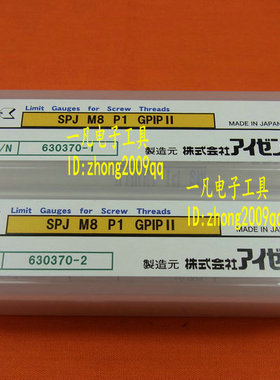 Limit Gauges for Screw Threads
SPJ M8 P1 GPIP II
MADE IN JAPAN
/N 630370-1
製造元 株式会社アイゼン
一凡电子工具
ID:zhong2009qq
Limit Gauges for Screw Threads
SPJ M8 P1 GPIP II
MADE IN JA
630370-2
製造元 株式会社アイゼ
一凡电子工具
ID:zhong2009qq